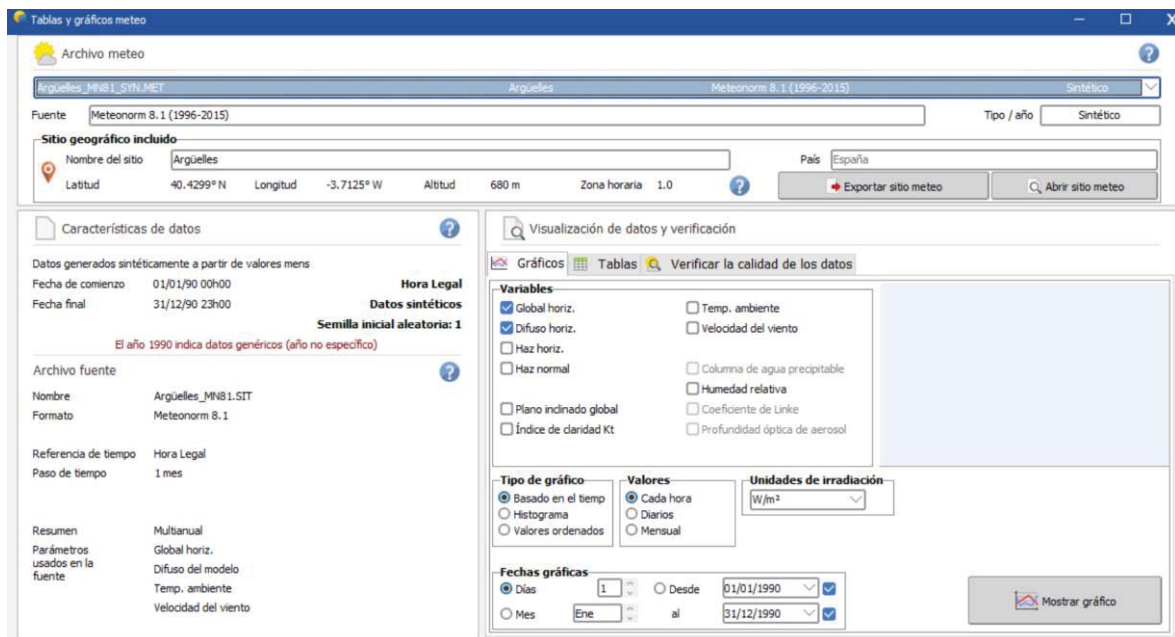 Tablas y gráficos meteo
Archivo meteo
Argüelles_MN81_SYN.MET Argüelles Meteonorm 8.1 (1996-2015) Sintético
Fuente Meteonorm 8.1 (1996-2015) Tipo / año Sintético
Sitio geográfico incluido
Nombre del sitio Argüelles País España
Latitud 40.4299° N Longitud -3.7125° W Altitud 680 m Zona horaria 1.0 Exportar sitio meteo Abrir sitio meteo
Características de datos
Datos generados sintéticamente a partir de valores mens
Fecha de comienzo 01/01/90 00h00 Hora Legal
Fecha final 31/12/90 23h00 Datos sintéticos
Semilla inicial aleatoria: 1
El año 1990 indica datos genéricos (año no específico)
Archivo fuente
Nombre Argüelles_MN81.SIT
Formato Meteonorm 8.1
Referencia de tiempo Hora Legal
Paso de tiempo 1 mes
Resumen Multianual
Parámetros usados en la fuente
Global horiz.
Difuso del modelo
Temp. ambiente
Velocidad del viento
Visualización de datos y verificación
Gráficos Tablas Verificar la calidad de los datos
Variables
Global horiz. Temp. ambiente
Difuso horiz. Velocidad del viento
Haz horiz.
Haz normal Columna de agua precipitable
Humedad relativa
Plano inclinado global Coeficiente de Linke
Índice de claridad Kt Profundidad óptica de aerosol
Tipo de gráfico Valores Unidades de irradiación
Basado en el tiemp Cada hora W/m²
Histograma Diarios
Valores ordenados Mensual
Fechas gráficas
Días 1 Desde 01/01/1990
Mes Ene al 31/12/1990
Mostrar gráfico